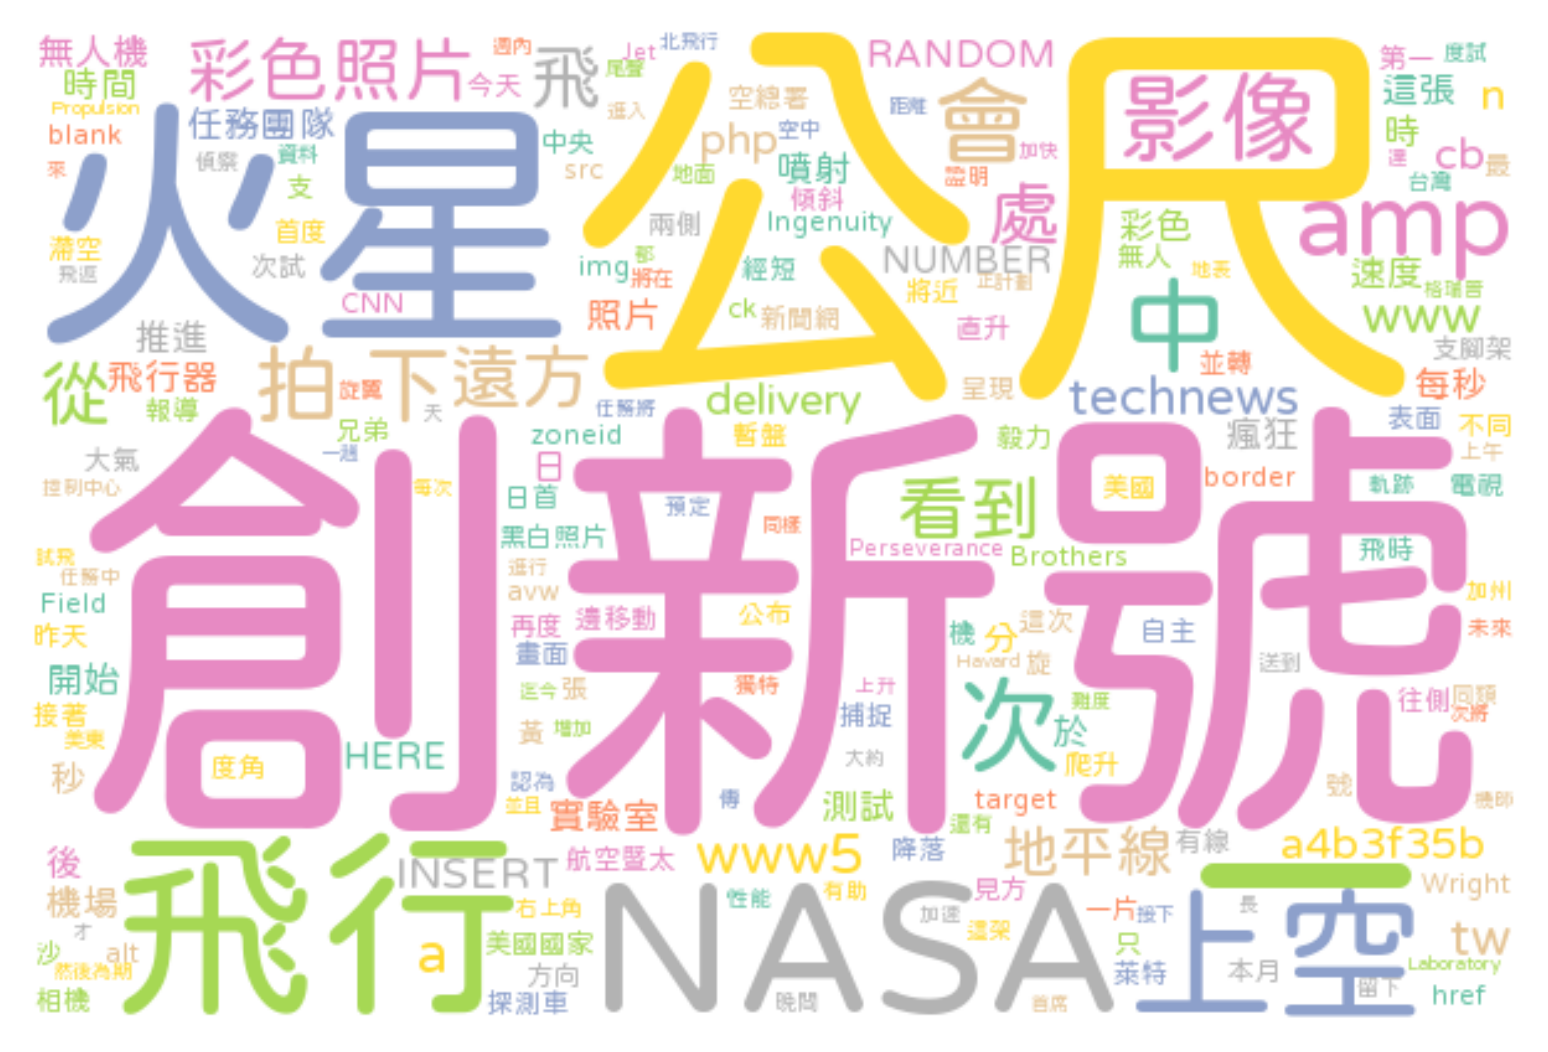 無人機
彩色照片
週內
飛
Jet
北飛行
公尺
RANDOM
第一
度試
時間
今天
尾聲
影像
這張
n
Propulsion
進入
空總署
距離
會
blank
火星
任務團隊
中央
php
空中
時
cb
最
來
偵察
資料
src
地面
噴射
證明
加快
達
台灣
支
傾斜
處
amp
滯空
首度
兩側
Ingenuity
彩色
飛返
次試
img
都
將在
經短
NUMBER
無人
地表
速度
格瑞普
CNN
照片
ck
新聞網
將近
正計劃
中
www
推進
直升
支腳架
從
飛行器
拍下遠方
旋翼
並轉
每秒
報導
天
任務將
delivery
呈現
technews
表面
不同
兄弟
一趟
zoneid
暫盤
毅力
瘋狂
上午
大氣
控制中心
每次
日
日首
創新號
預定
同樣
看到
美國
border
軌跡
電視
黑白照片
Perseverance
Brothers
飛時
試飛
任務中
進行
avw
Field
加州
昨天
再度
邊移動
公布
機
分
這次
自主
未來
畫面
Havard
旋
送到
開始
迄今
張
獨特
上升
次
難度
往側
同類
次將
接著
美東
黃
增加
捕捉
於
度角
HERE
大約
爬升
秒
認為
號
機師
並且
實驗室
傳
測試
target
還有
飛行
後
INSERT
航空暨太
www5
降落
地平線
有線
a4b3f35b
機場
右上角
性能
有助
見方
Wright
NASA
加速
這架
一片
接下
上空
長
才
沙
alt
a
美國國家
只
tw
然後為期
方向
萊特
本月
Laboratory
相機
探測車
晚間
首席
留下
href